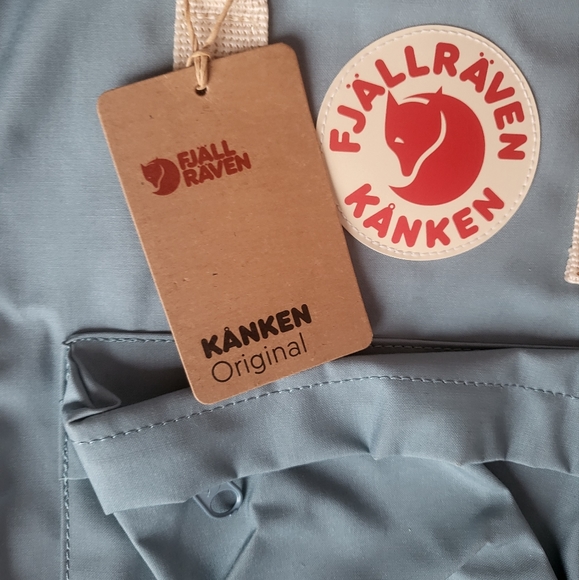 FJÄLL
RÄVEN
KÅNKEN
Original
FJÄLLRÄVEN
KÅNKEN